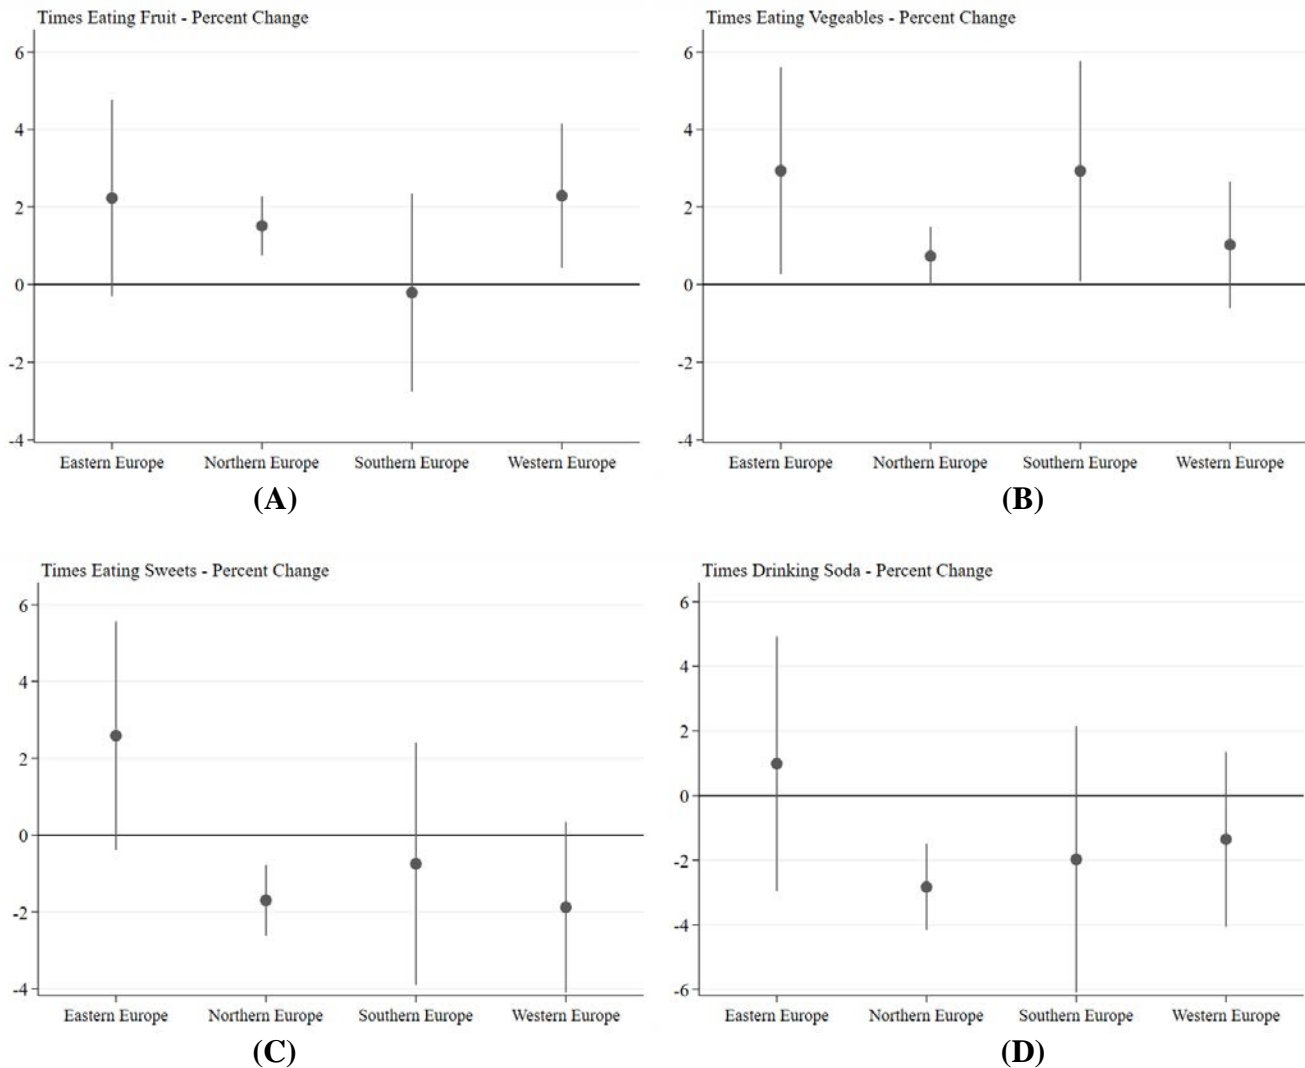 Times Eating Fruit - Percent Change
6
4
2
0
-2
-4
Eastern Europe Northern Europe Southern Europe Western Europe
(A)
Times Eating Vegeables - Percent Change
6
4
2
0
-2
-4
Eastern Europe Northern Europe Southern Europe Western Europe
(B)
Times Eating Sweets - Percent Change
6
4
2
0
-2
-4
Eastern Europe Northern Europe Southern Europe Western Europe
(C)
Times Drinking Soda - Percent Change
6
4
2
0
-2
-4
-6
Eastern Europe Northern Europe Southern Europe Western Europe
(D)